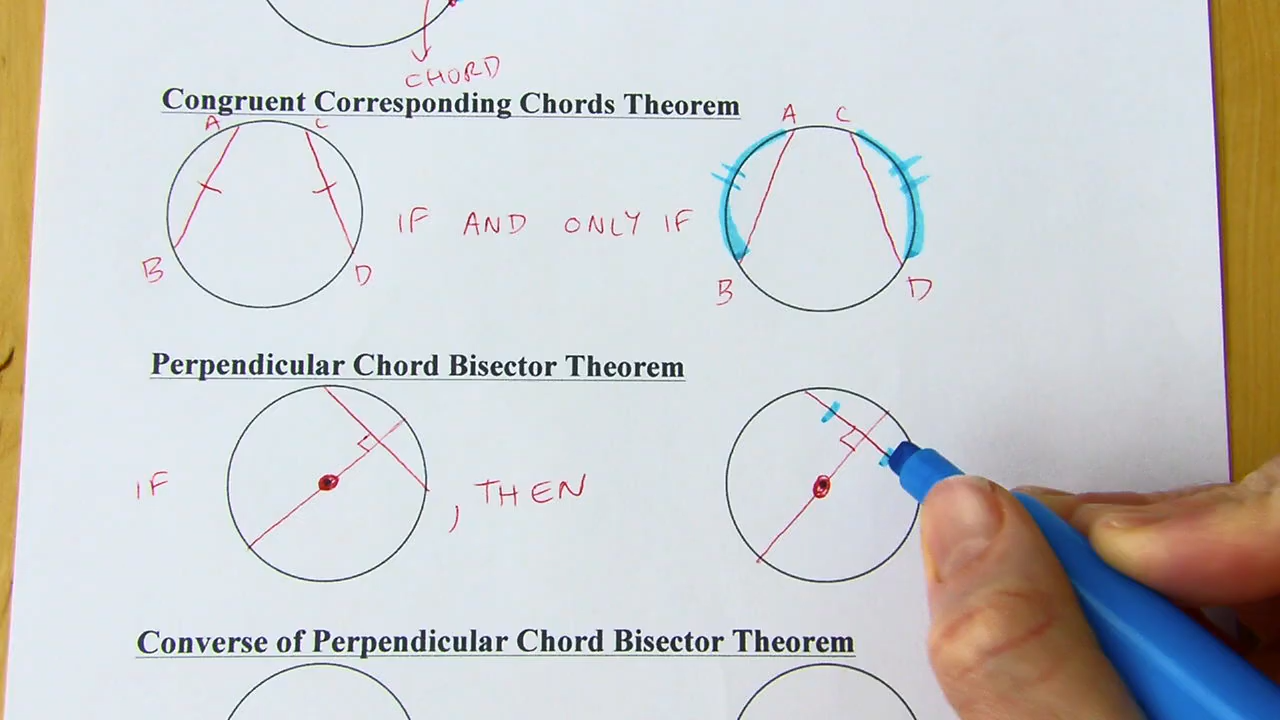 CHORD
Congruent Corresponding Chords Theorem
A C
A C
IF AND ONLY IF
B D
B D
Perpendicular Chord Bisector Theorem
IF , THEN
Converse of Perpendicular Chord Bisector Theorem